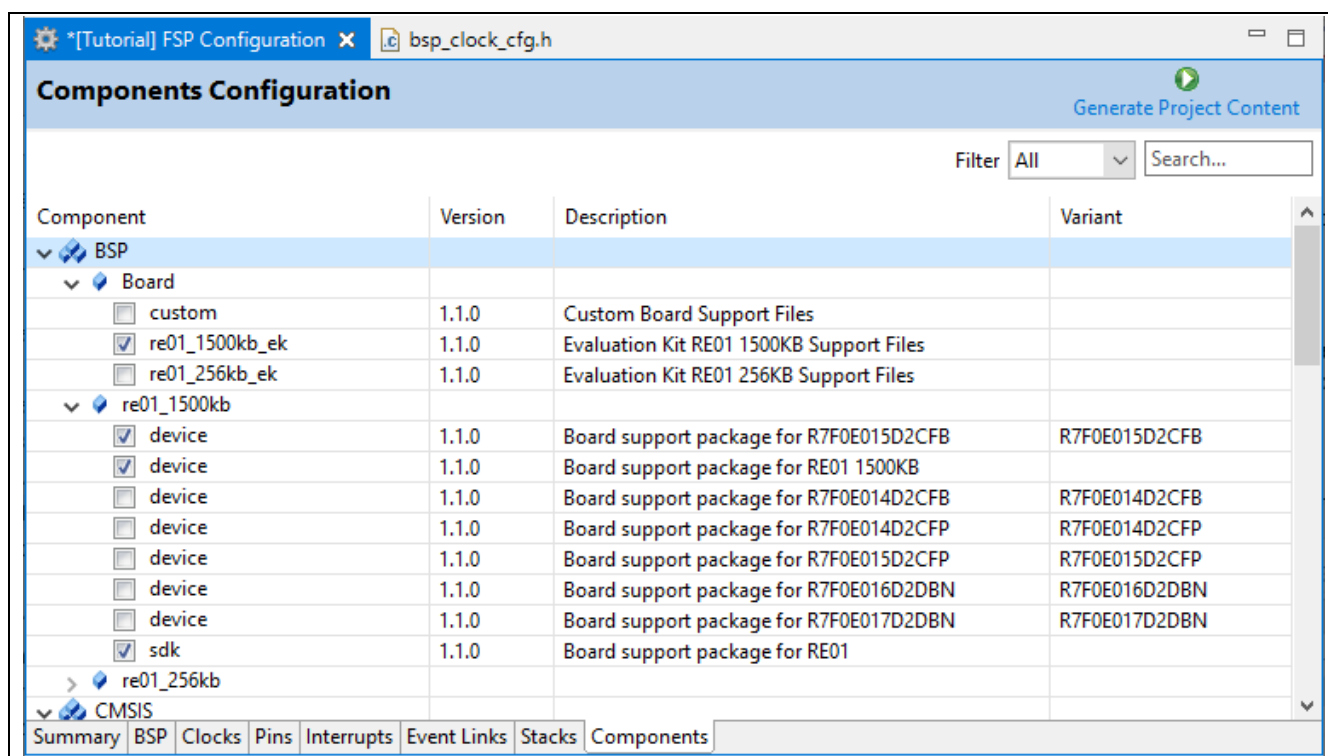 *[Tutorial] FSP Configuration bsp_clock_cfg.h
Components Configuration
Generate Project Content
Filter All Search...
Component Version Description Variant
BSP
Board
custom 1.1.0 Custom Board Support Files
re01_1500kb_ek 1.1.0 Evaluation Kit RE01 1500KB Support Files
re01_256kb_ek 1.1.0 Evaluation Kit RE01 256KB Support Files
re01_1500kb
device 1.1.0 Board support package for R7F0E015D2CFB R7F0E015D2CFB
device 1.1.0 Board support package for RE01 1500KB
device 1.1.0 Board support package for R7F0E014D2CFB R7F0E014D2CFB
device 1.1.0 Board support package for R7F0E014D2CFP R7F0E014D2CFP
device 1.1.0 Board support package for R7F0E015D2CFP R7F0E015D2CFP
device 1.1.0 Board support package for R7F0E016D2DBN R7F0E016D2DBN
device 1.1.0 Board support package for R7F0E017D2DBN R7F0E017D2DBN
sdk 1.1.0 Board support package for RE01
re01_256kb
CMSIS
Summary BSP Clocks Pins Interrupts Event Links Stacks Components